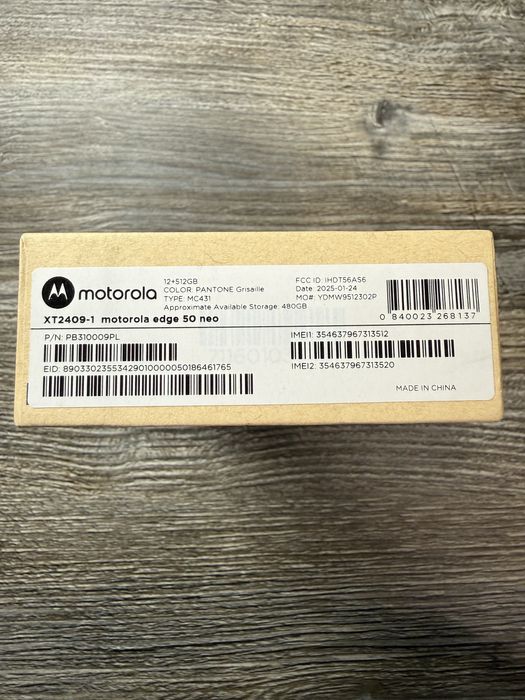 motorola
12+512GB
COLOR: PANTONE Grisaille
TYPE: MC431
Approximate Available Storage: 480GB
FCC ID: IHDT56AS6
Date: 2025-01-24
MO#: YDMW9512302P
0 840023 268137
XT2409-1 motorola edge 50 neo
P/N: PB310009PL
IMEI1: 354637967313512
EID: 89033023553429010000050186461765
IMEI2: 354637967313520
MADE IN CHINA